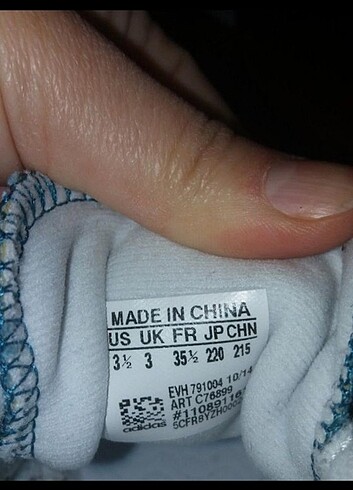 MADE IN CHINA
US UK FR JP CHN
3½ 3 35½ 220 215
EVH 791004 10/14
ART C76899
adidas